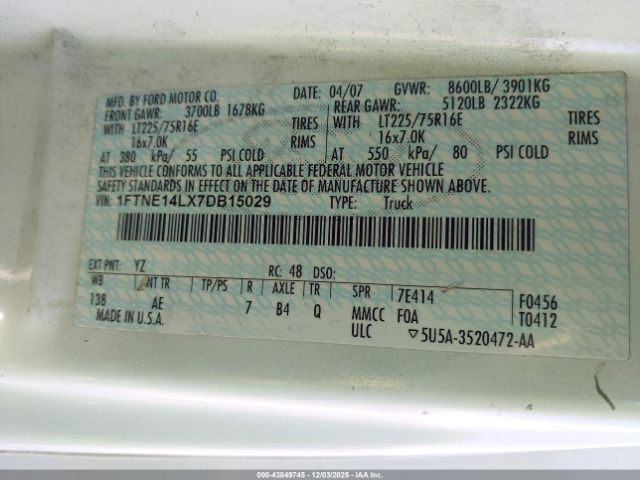 MFD. BY FORD MOTOR CO.
DATE: 04/07 GVWR: 8600LB/ 3901KG
FRONT GAWR: 3700LB 1678KG
REAR GAWR: 5120LB 2322KG
WITH LT225/75R16E TIRES
WITH LT225/75R16E TIRES
16x7.0K RIMS
16x7.0K RIMS
AT 380 kPa/ 55 PSI COLD
AT 550 kPa/ 80 PSI COLD
THIS VEHICLE CONFORMS TO ALL APPLICABLE FEDERAL MOTOR VEHICLE
SAFETY STANDARDS IN EFFECT ON THE DATE OF MANUFACTURE SHOWN ABOVE.
VIN: 1FTNE14LX7DB15029 TYPE: Truck
EXT PNT: YZ RC: 48 DSO:
WB INT TR TP/PS R AXLE TR SPR 7E414 F0456
138 AE 7 B4 Q MMCC F0A T0412
MADE IN U.S.A. ULC ▽5U5A-3520472-AA
000-43849745 - 12/03/2025 - IAA Inc.